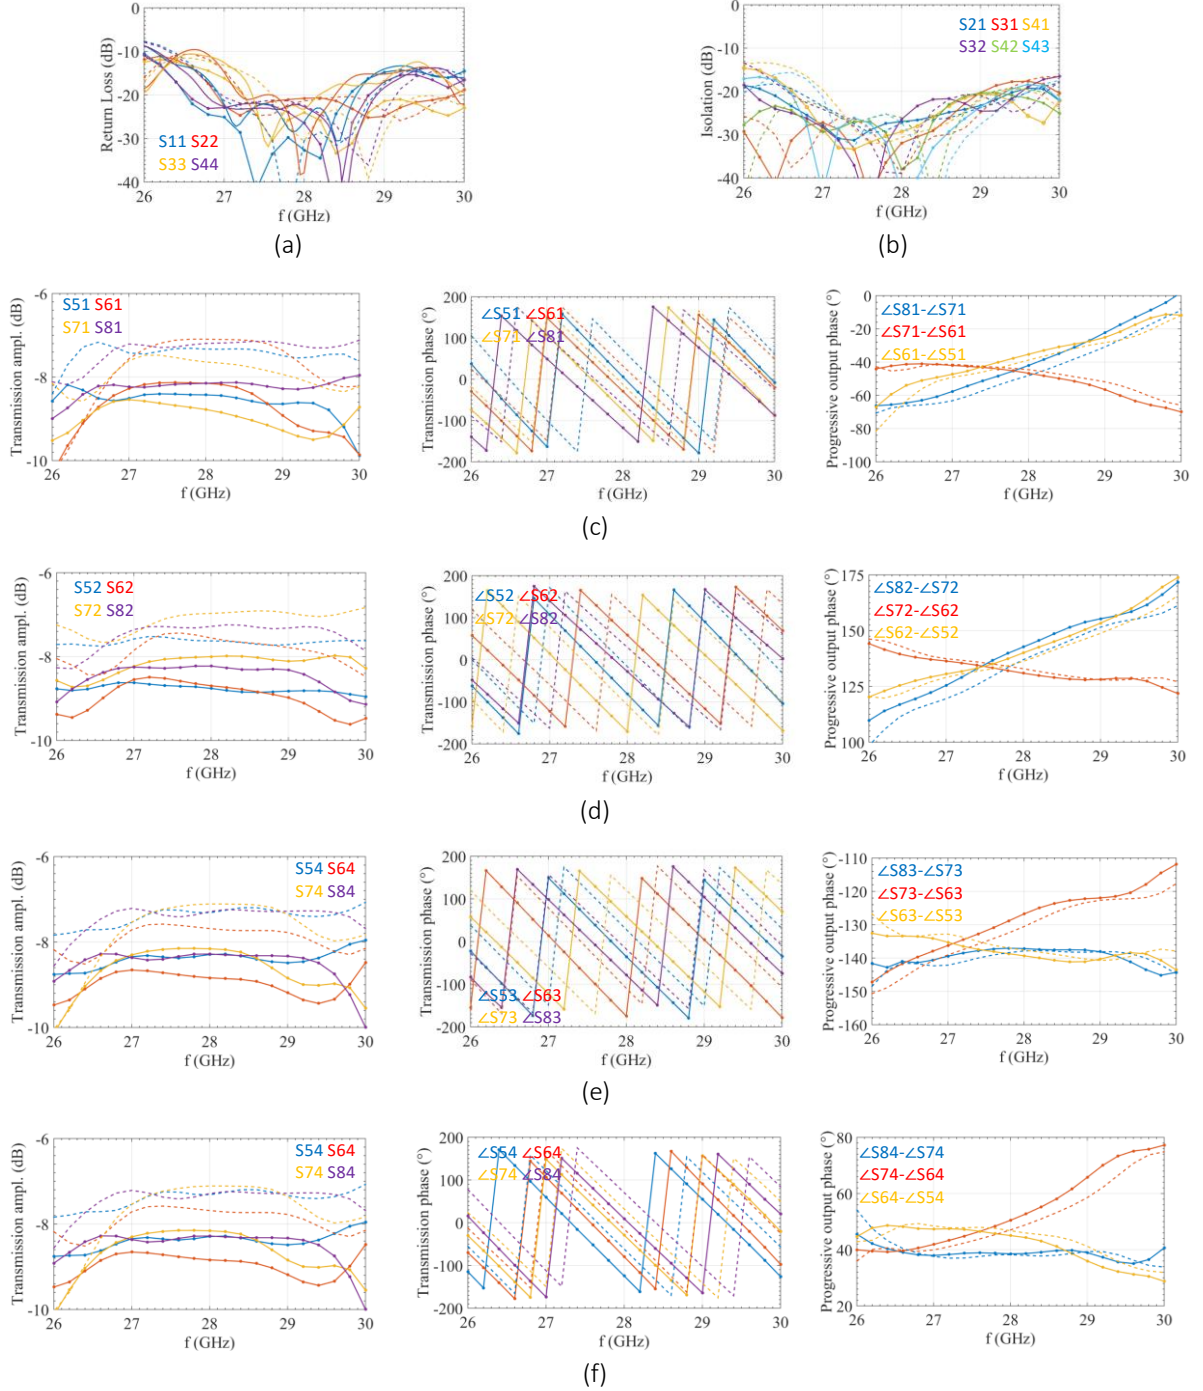 0
-10
-20
-30
-40
Return Loss (dB)
S11 S22
S33 S44
26 27 28 29 30
f (GHz)
(a)
0
-10
-20
-30
-40
Isolation (dB)
S21 S31 S41
S32 S42 S43
26 27 28 29 30
f (GHz)
(b)
-6
-8
-10
Transmission ampl. (dB)
S51 S61
S71 S81
26 27 28 29 30
f (GHz)
200
100
0
-100
-200
Transmission phase (°)
∠S51 ∠S61
∠S71 ∠S81
26 27 28 29 30
f (GHz)
0
-20
-40
-60
-80
-100
Progressive output phase (°)
∠S81-∠S71
∠S71-∠S61
∠S61-∠S51
26 27 28 29 30
f (GHz)
(c)
-6
-8
-10
Transmission ampl. (dB)
S52 S62
S72 S82
26 27 28 29 30
f (GHz)
200
100
0
-100
-200
Transmission phase (°)
∠S52 ∠S62
∠S72 ∠S82
26 27 28 29 30
f (GHz)
175
150
125
100
Progressive output phase (°)
∠S82-∠S72
∠S72-∠S62
∠S62-∠S52
26 27 28 29 30
f (GHz)
(d)
-6
-8
-10
Transmission ampl. (dB)
S54 S64
S74 S84
26 27 28 29 30
f (GHz)
200
100
0
-100
-200
Transmission phase (°)
∠S53 ∠S63
∠S73 ∠S83
26 27 28 29 30
f (GHz)
-110
-120
-130
-140
-150
-160
Progressive output phase (°)
∠S83-∠S73
∠S73-∠S63
∠S63-∠S53
26 27 28 29 30
f (GHz)
(e)
-6
-8
-10
Transmission ampl. (dB)
S54 S64
S74 S84
26 27 28 29 30
f (GHz)
200
100
0
-100
-200
Transmission phase (°)
∠S54 ∠S64
∠S74 ∠S84
26 27 28 29 30
f (GHz)
80
60
40
20
Progressive output phase (°)
∠S84-∠S74
∠S74-∠S64
∠S64-∠S54
26 27 28 29 30
f (GHz)
(f)